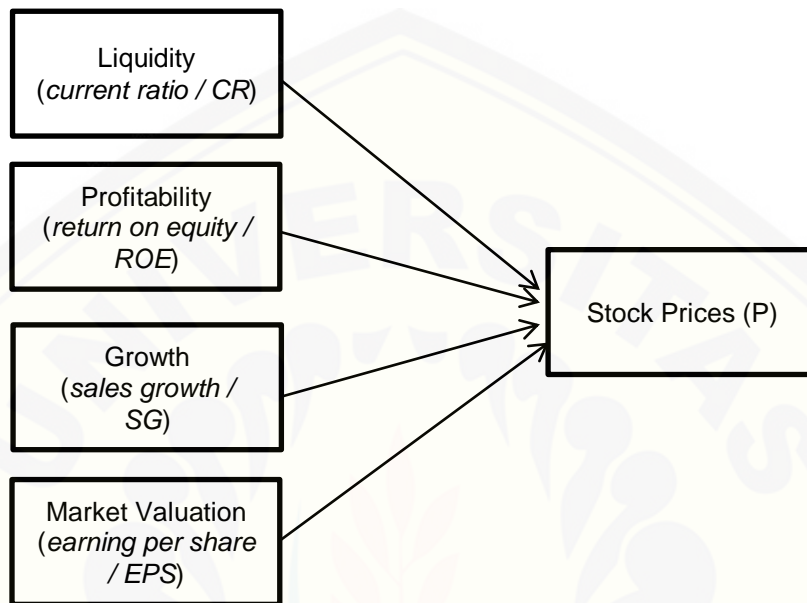 Liquidity
(current ratio / CR)
Profitability
(return on equity /
ROE)
Stock Prices (P)
Growth
(sales growth /
SG)
Market Valuation
(earning per share
/ EPS)
UNIVERSITAS